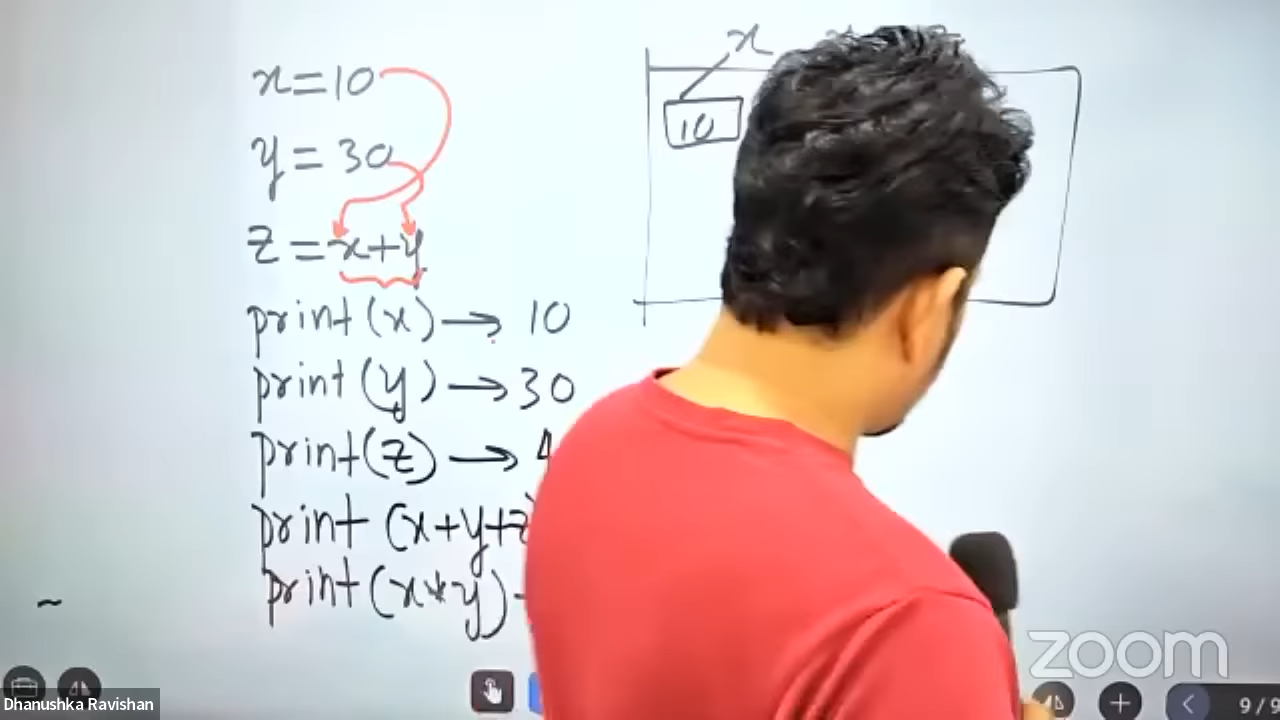 x=10
y=30
z=x+y
print(x)→10
print(y)→30
print(z)→4
print(x+y+z)
print(x*y)
x
10
~
zoom
Dhanushka Ravishan
9/9